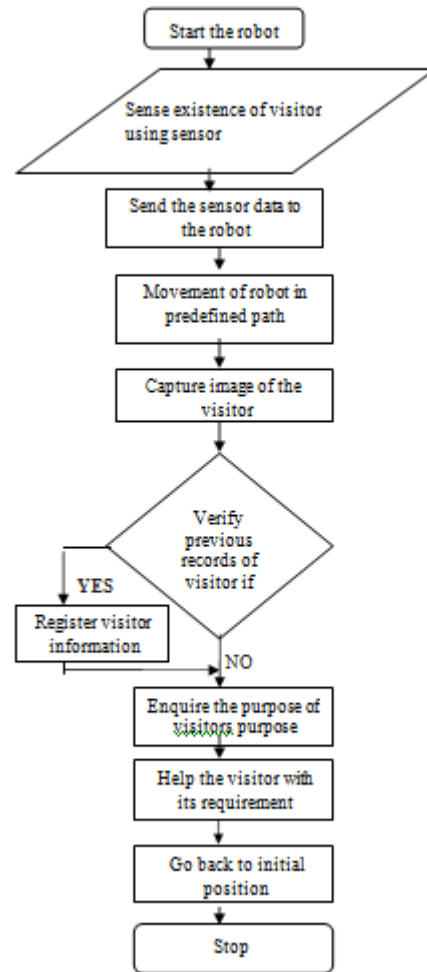 Start the robot
Sense existence of visitor
using sensor
Send the sensor data to
the robot
Movement of robot in
predefined path
Capture image of the
visitor
Verify
previous
records of
visitor if
YES
Register visitor
information
NO
Enquire the purpose of
visitors purpose
Help the visitor with
its requirement
Go back to initial
position
Stop